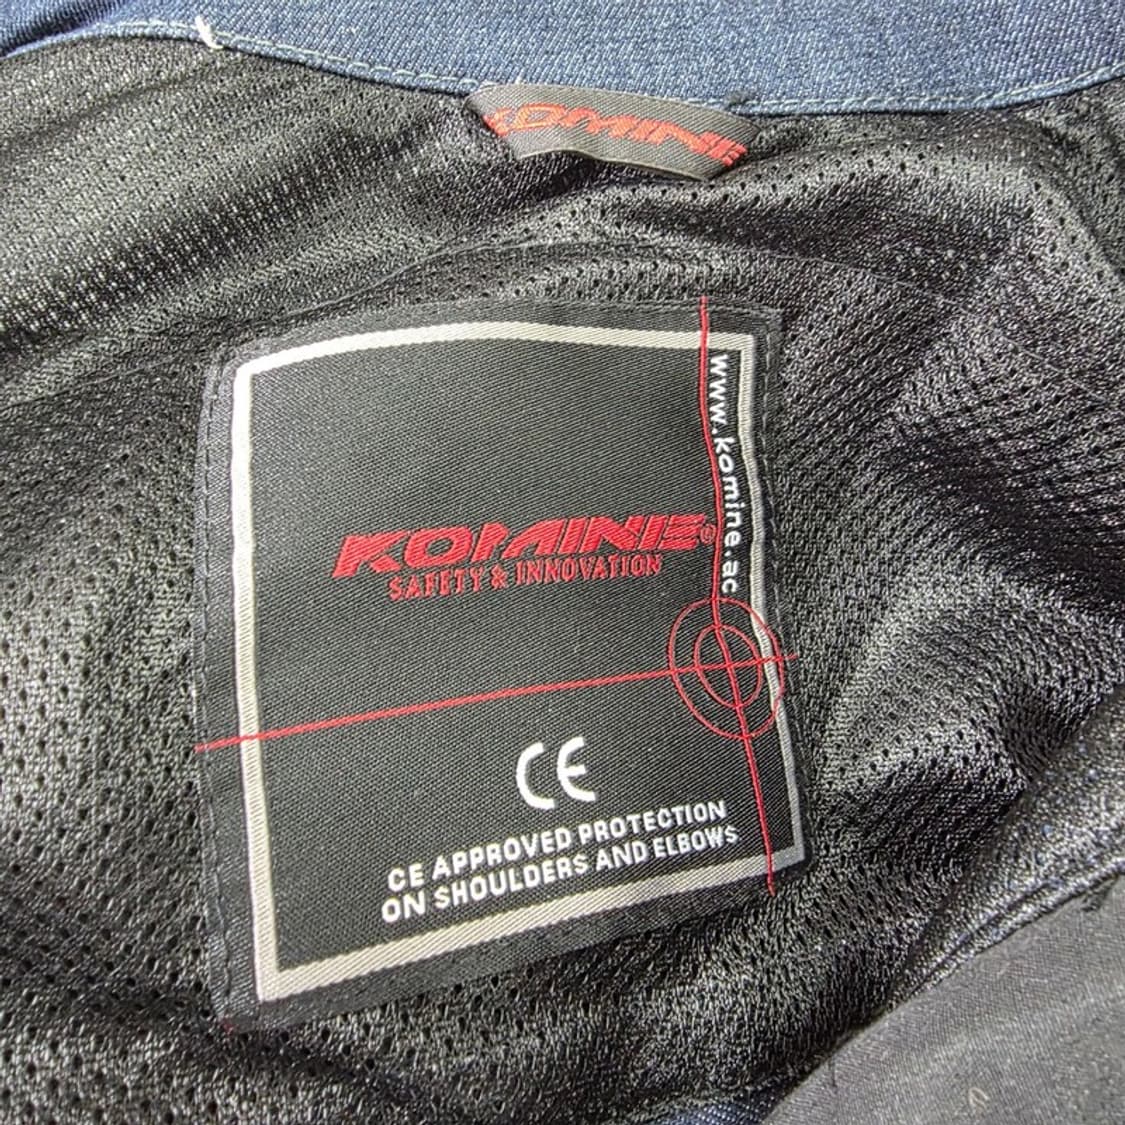 KOMINE
KOMINE®
SAFETY & INNOVATION
www.komine.ac
CE
CE APPROVED PROTECTION
ON SHOULDERS AND ELBOWS